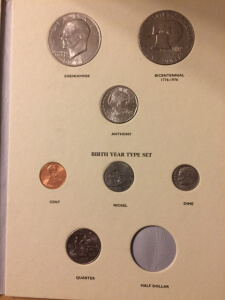 EISENHOWER
BICENTENNIAL
1776-1976
ANTHONY
BIRTH YEAR TYPE SET
CENT
NICKEL
DIME
QUARTER
HALF DOLLAR